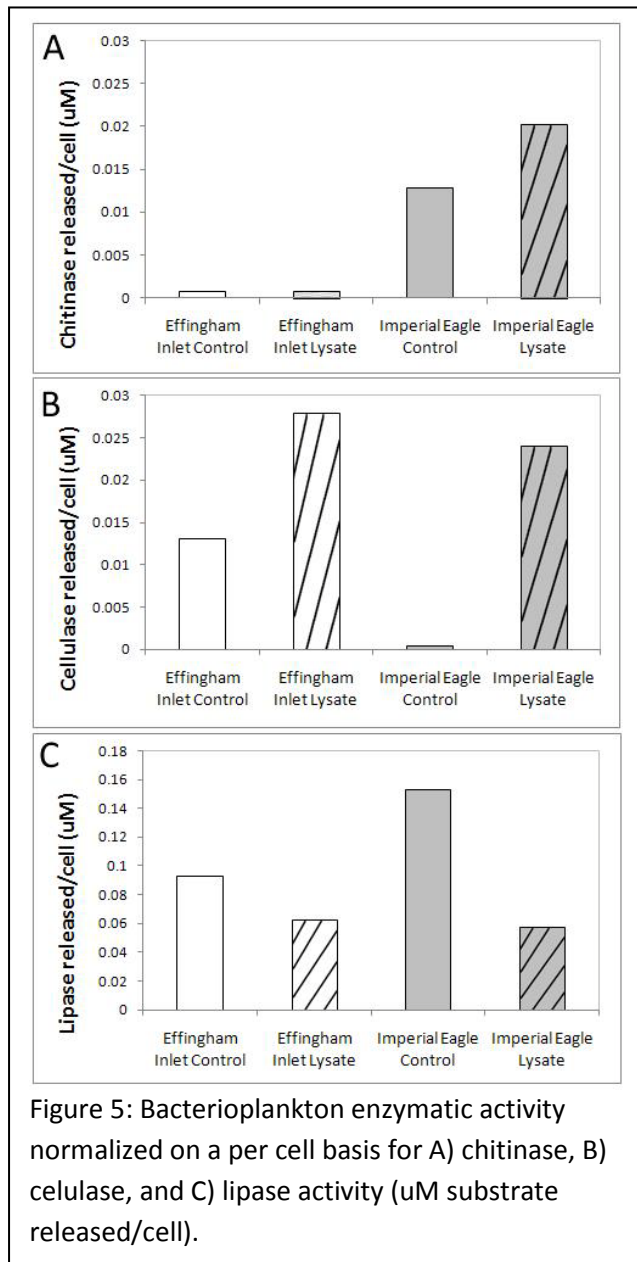 A
Chitinase released/cell (uM)
0.03
0.025
0.02
0.015
0.01
0.005
0
Effingham Inlet Control
Effingham Inlet Lysate
Imperial Eagle Control
Imperial Eagle Lysate
B
Cellulase released/cell (uM)
0.03
0.025
0.02
0.015
0.01
0.005
0
Effingham Inlet Control
Effingham Inlet Lysate
Imperial Eagle Control
Imperial Eagle Lysate
C
Lipase released/cell (uM)
0.18
0.16
0.14
0.12
0.1
0.08
0.06
0.04
0.02
0
Effingham Inlet Control
Effingham Inlet Lysate
Imperial Eagle Control
Imperial Eagle Lysate
Figure 5: Bacterioplankton enzymatic activity
normalized on a per cell basis for A) chitinase, B)
celulase, and C) lipase activity (uM substrate
released/cell).